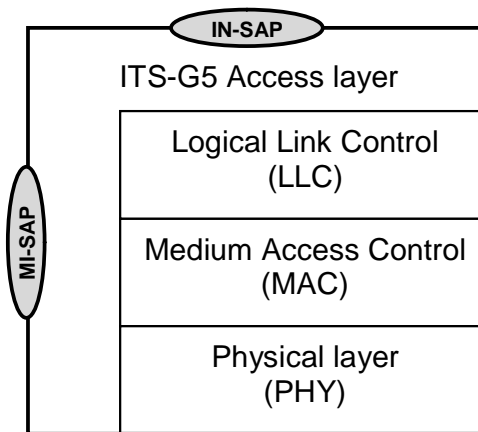 IN-SAP
ITS-G5 Access layer
Logical Link Control
(LLC)
MI-SAP
Medium Access Control
(MAC)
Physical layer
(PHY)